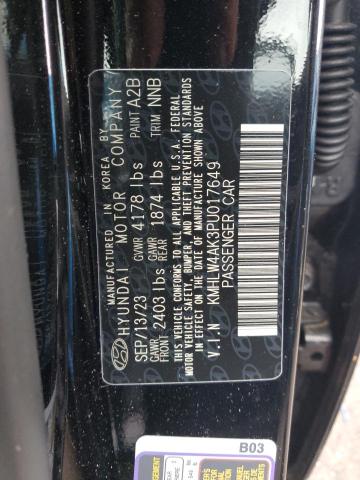 MANUFACTURED IN KOREA BY
HYUNDAI MOTOR COMPANY
SEP/13/23 GVWR 4178 lbs PAINT A2B
GAWR FRONT 2403 lbs GAWR REAR 1874 lbs TRIM NNB
THIS VEHICLE CONFORMS TO ALL APPLICABLE U.S.A. FEDERAL
MOTOR VEHICLE SAFETY, BUMPER, AND THEFT PREVENTION STANDARDS
IN EFFECT ON THE DATE OF MANUFACTURE SHOWN ABOVE
V.I.N KMHLW4AK3PU017649
PASSENGER CAR
B03